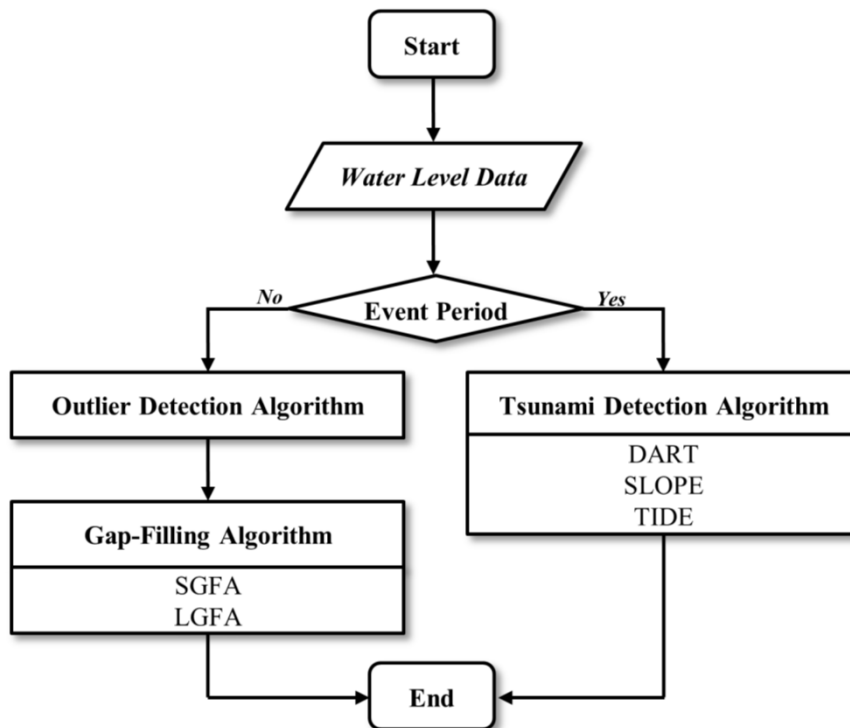 Start
Water Level Data
Event Period
No
Yes
Outlier Detection Algorithm
Gap-Filling Algorithm
SGFA
LGFA
Tsunami Detection Algorithm
DART
SLOPE
TIDE
End